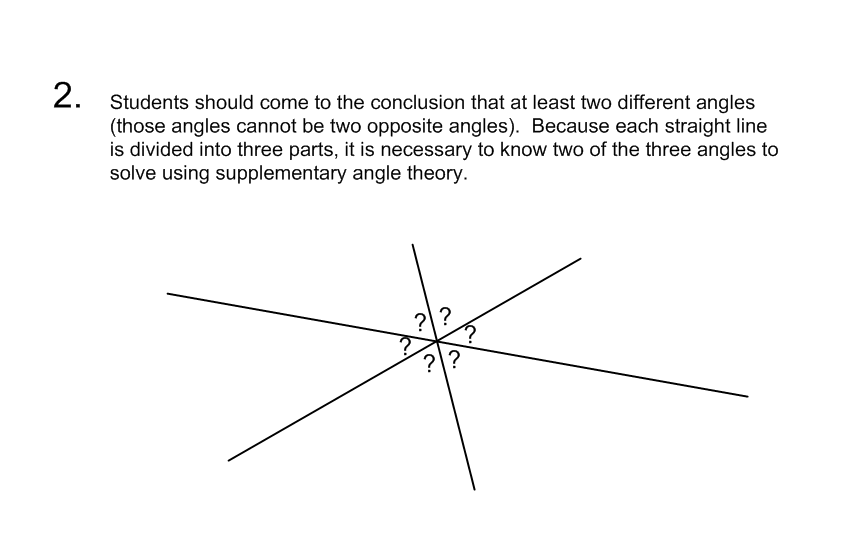 2. Students should come to the conclusion that at least two different angles
(those angles cannot be two opposite angles).  Because each straight line
is divided into three parts, it is necessary to know two of the three angles to
solve using supplementary angle theory.
? ?
? ?
? ?